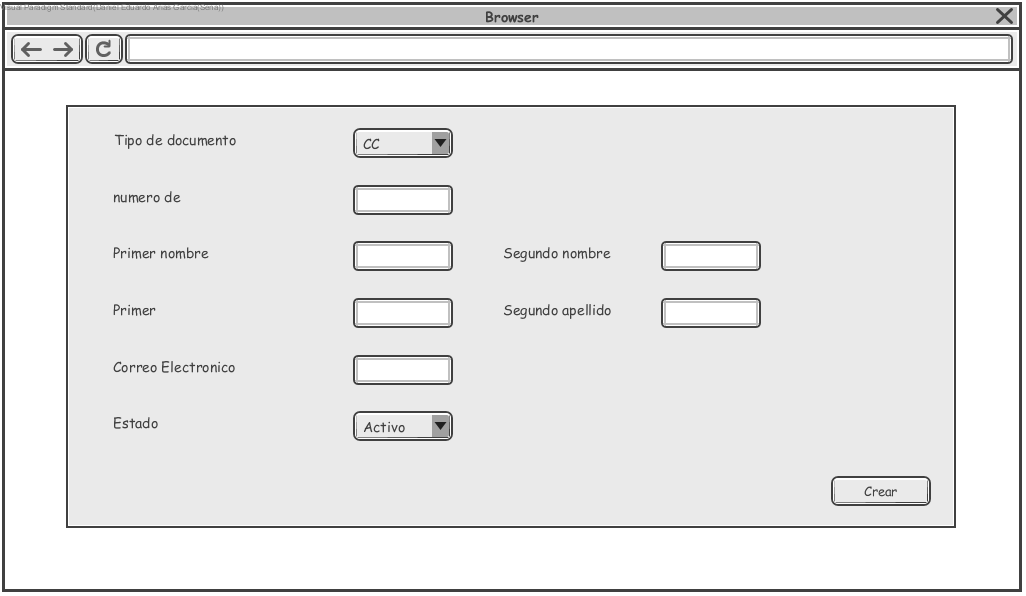 Visual Paradigm Standard(Daniel Eduardo Arias Garcia(Sena))
Browser
Tipo de documento CC
numero de
Primer nombre Segundo nombre
Primer Segundo apellido
Correo Electronico
Estado Activo
Crear